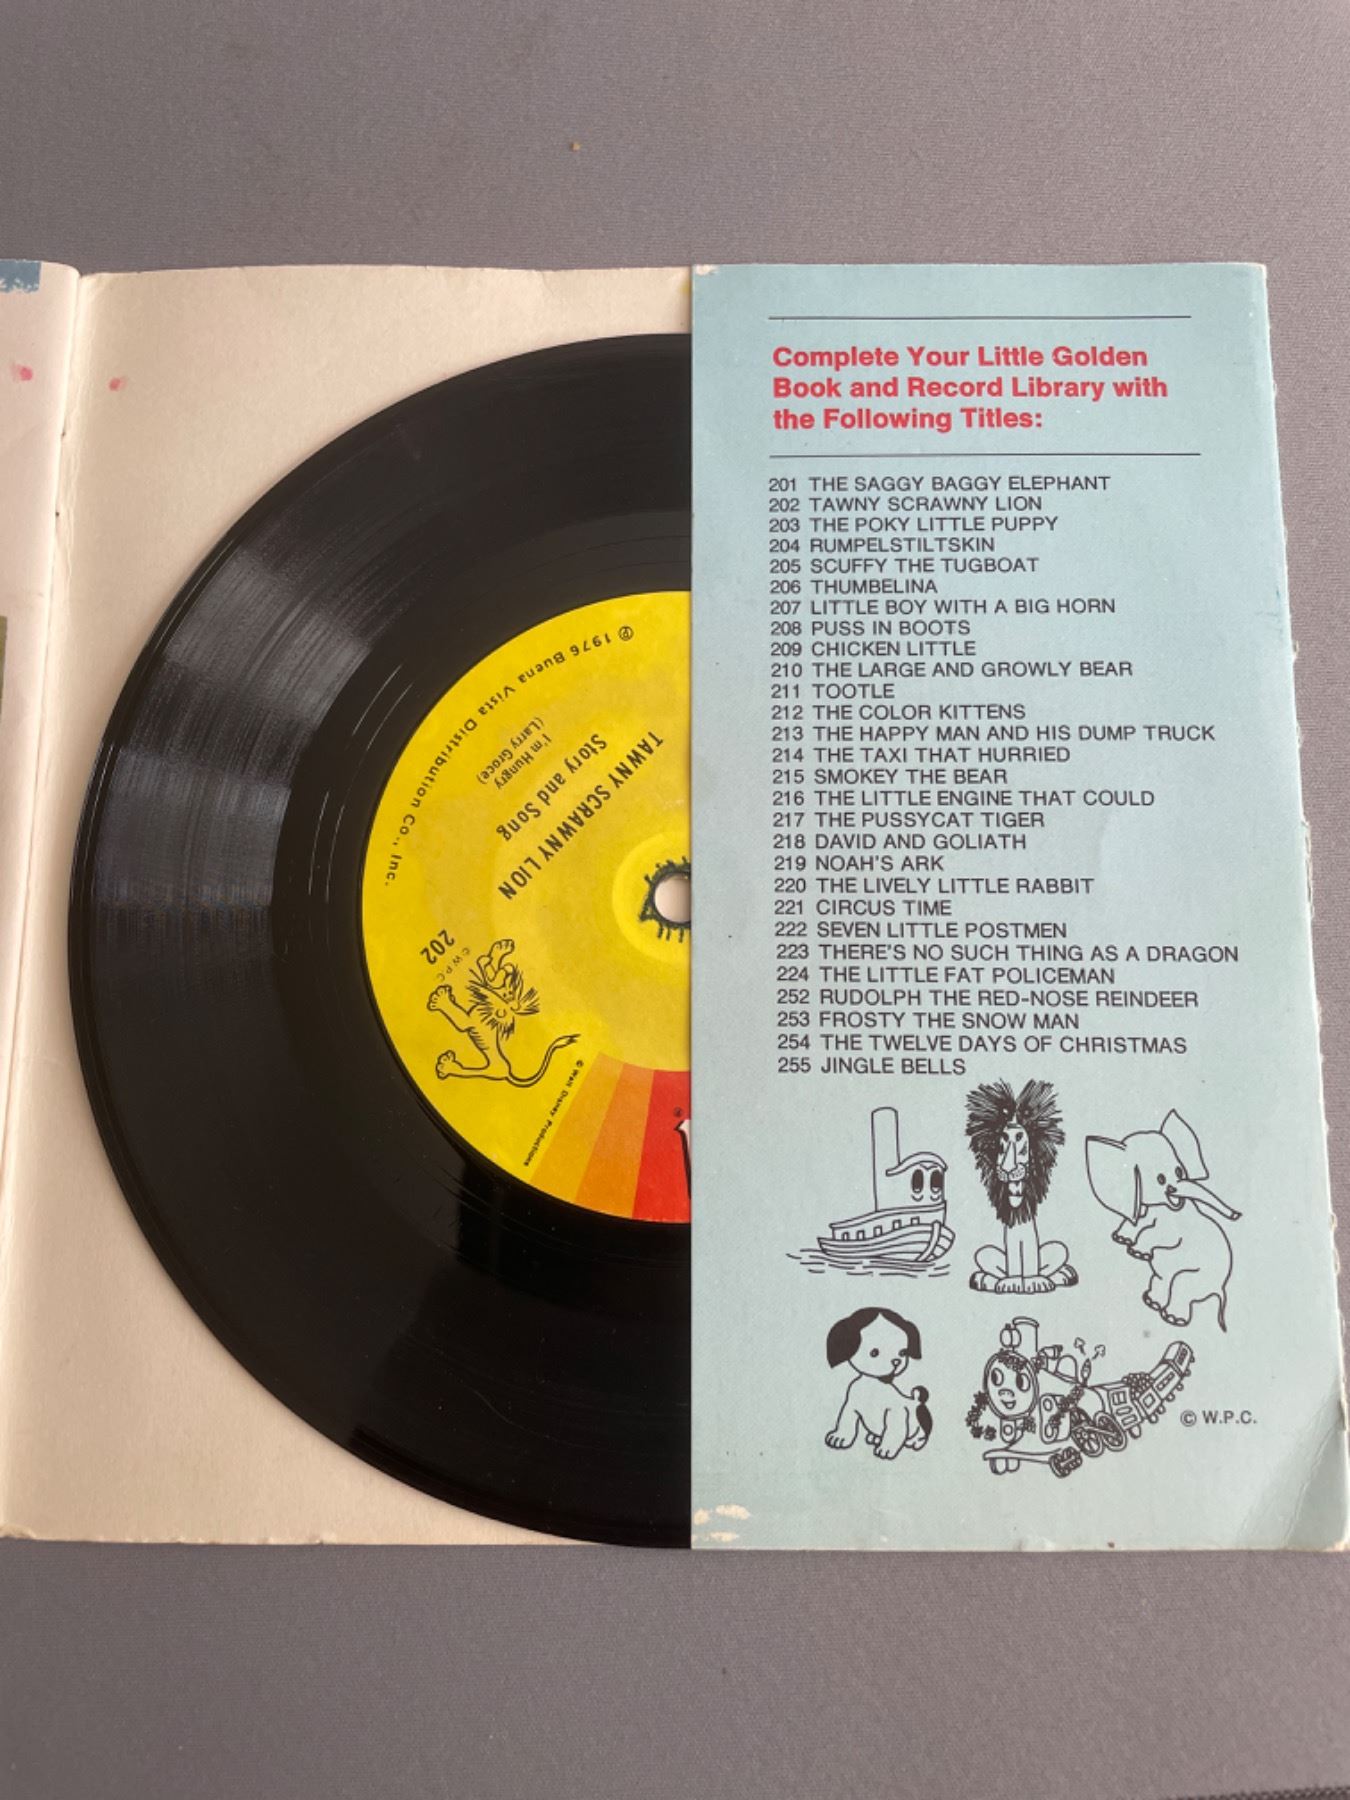 ℗ 1976 Buena Vista Distribution Co., Inc.
TAWNY SCRAWNY LION
Story and Song
I'm Hungry
(Larry Groce)
202
© W.P.C.
© Walt Disney Productions
Complete Your Little Golden
Book and Record Library with
the Following Titles:
201 THE SAGGY BAGGY ELEPHANT
202 TAWNY SCRAWNY LION
203 THE POKY LITTLE PUPPY
204 RUMPELSTILTSKIN
205 SCUFFY THE TUGBOAT
206 THUMBELINA
207 LITTLE BOY WITH A BIG HORN
208 PUSS IN BOOTS
209 CHICKEN LITTLE
210 THE LARGE AND GROWLY BEAR
211 TOOTLE
212 THE COLOR KITTENS
213 THE HAPPY MAN AND HIS DUMP TRUCK
214 THE TAXI THAT HURRIED
215 SMOKEY THE BEAR
216 THE LITTLE ENGINE THAT COULD
217 THE PUSSYCAT TIGER
218 DAVID AND GOLIATH
219 NOAH'S ARK
220 THE LIVELY LITTLE RABBIT
221 CIRCUS TIME
222 SEVEN LITTLE POSTMEN
223 THERE'S NO SUCH THING AS A DRAGON
224 THE LITTLE FAT POLICEMAN
252 RUDOLPH THE RED-NOSE REINDEER
253 FROSTY THE SNOW MAN
254 THE TWELVE DAYS OF CHRISTMAS
255 JINGLE BELLS
© W.P.C.